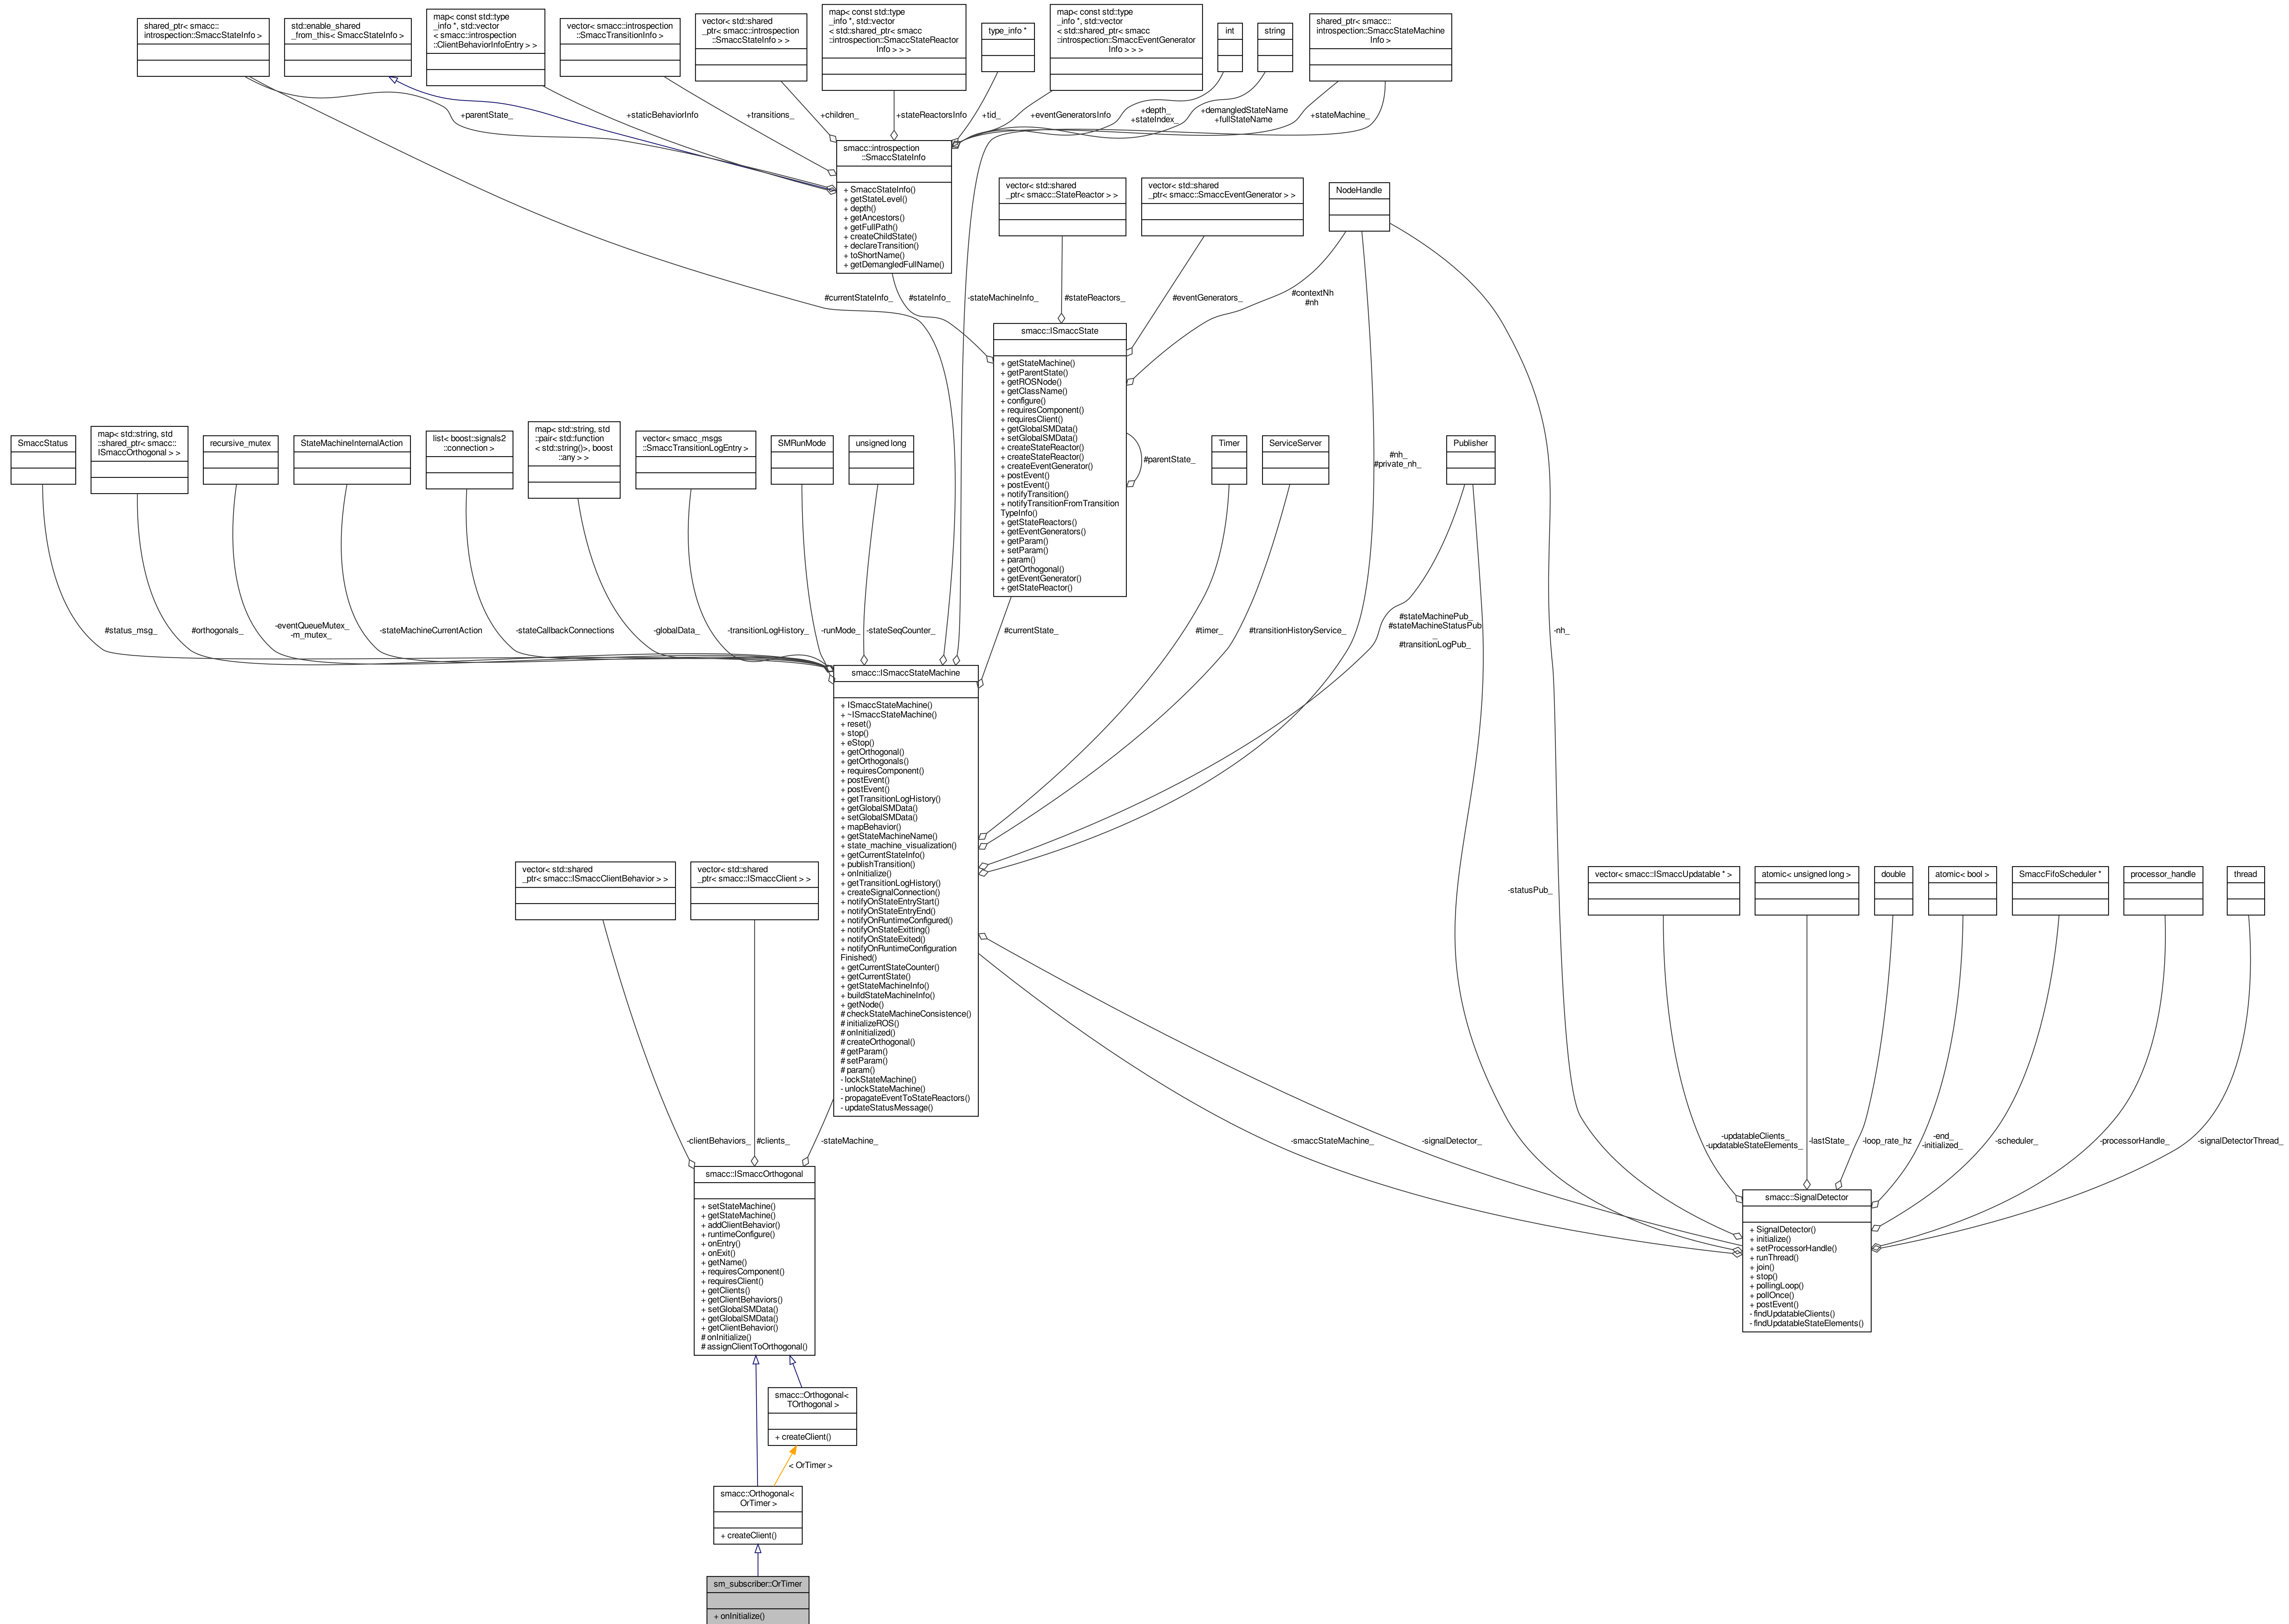 shared_ptr< smacc::
introspection::SmaccStateInfo >
std::enable_shared
_from_this< SmaccStateInfo >
map< const std::type
_info *, std::vector
< smacc::introspection
::ClientBehaviorInfoEntry > >
vector< smacc::introspection
::SmaccTransitionInfo >
vector< std::shared
_ptr< smacc::introspection
::SmaccStateInfo > >
map< const std::type
_info *, std::vector
< std::shared_ptr< smacc
::introspection::SmaccStateReactor
Info > > >
type_info *
map< const std::type
_info *, std::vector
< std::shared_ptr< smacc
::introspection::SmaccEventGenerator
Info > > >
int
string
shared_ptr< smacc::
introspection::SmaccStateMachine
Info >
+parentState_
+staticBehaviorInfo
+transitions_
+children_
+stateReactorsInfo
+tid_
+eventGeneratorsInfo
+depth_
+stateIndex_
+demangledStateName
+fullStateName
+stateMachine_
smacc::introspection
::SmaccStateInfo
+ SmaccStateInfo()
+ getStateLevel()
+ depth()
+ getAncestors()
+ getFullPath()
+ createChildState()
+ declareTransition()
+ toShortName()
+ getDemangledFullName()
vector< std::shared
_ptr< smacc::StateReactor > >
vector< std::shared
_ptr< smacc::SmaccEventGenerator > >
NodeHandle
#currentStateInfo_
#stateInfo_
-stateMachineInfo_
#stateReactors_
#eventGenerators_
#contextNh
#nh
smacc::ISmaccState
+ getStateMachine()
+ getParentState()
+ getROSNode()
+ getClassName()
+ configure()
+ requiresComponent()
+ requiresClient()
+ getGlobalSMData()
+ setGlobalSMData()
+ createStateReactor()
+ createStateReactor()
+ createEventGenerator()
+ postEvent()
+ postEvent()
+ notifyTransition()
+ notifyTransitionFromTransition
TypeInfo()
+ getStateReactors()
+ getEventGenerators()
+ getParam()
+ setParam()
+ param()
+ getOrthogonal()
+ getEventGenerator()
+ getStateReactor()
#parentState_
SmaccStatus
map< std::string, std
::shared_ptr< smacc::
ISmaccOrthogonal > >
recursive_mutex
StateMachineInternalAction
list< boost::signals2
::connection >
map< std::string, std
::pair< std::function
< std::string()>, boost
::any > >
vector< smacc_msgs
::SmaccTransitionLogEntry >
SMRunMode
unsigned long
Timer
ServiceServer
Publisher
#nh_
#private_nh_
#status_msg_
#orthogonals_
-eventQueueMutex_
-m_mutex_
-stateMachineCurrentAction
-stateCallbackConnections
-globalData_
-transitionLogHistory_
-runMode_
-stateSeqCounter_
#currentState_
#timer_
#transitionHistoryService_
#stateMachinePub_
#stateMachineStatusPub
_
#transitionLogPub_
-nh_
smacc::ISmaccStateMachine
+ ISmaccStateMachine()
+ ~ISmaccStateMachine()
+ reset()
+ stop()
+ eStop()
+ getOrthogonal()
+ getOrthogonals()
+ requiresComponent()
+ postEvent()
+ postEvent()
+ getTransitionLogHistory()
+ getGlobalSMData()
+ setGlobalSMData()
+ mapBehavior()
+ getStateMachineName()
+ state_machine_visualization()
+ getCurrentStateInfo()
+ publishTransition()
+ onInitialize()
+ getTransitionLogHistory()
+ createSignalConnection()
+ notifyOnStateEntryStart()
+ notifyOnStateEntryEnd()
+ notifyOnRuntimeConfigured()
+ notifyOnStateExitting()
+ notifyOnStateExited()
+ notifyOnRuntimeConfiguration
Finished()
+ getCurrentStateCounter()
+ getCurrentState()
+ getStateMachineInfo()
+ buildStateMachineInfo()
+ getNode()
# checkStateMachineConsistence()
# initializeROS()
# onInitialized()
# createOrthogonal()
# getParam()
# setParam()
# param()
- lockStateMachine()
- unlockStateMachine()
- propagateEventToStateReactors()
- updateStatusMessage()
vector< std::shared
_ptr< smacc::ISmaccClientBehavior > >
vector< std::shared
_ptr< smacc::ISmaccClient > >
-statusPub_
vector< smacc::ISmaccUpdatable * >
atomic< unsigned long >
double
atomic< bool >
SmaccFifoScheduler *
processor_handle
thread
-clientBehaviors_
#clients_
-stateMachine_
-smaccStateMachine_
-signalDetector_
-updatableClients_
-updatableStateElements_
-lastState_
-loop_rate_hz
-end_
-initialized_
-scheduler_
-processorHandle_
-signalDetectorThread_
smacc::ISmaccOrthogonal
+ setStateMachine()
+ getStateMachine()
+ addClientBehavior()
+ runtimeConfigure()
+ onEntry()
+ onExit()
+ getName()
+ requiresComponent()
+ requiresClient()
+ getClients()
+ getClientBehaviors()
+ setGlobalSMData()
+ getGlobalSMData()
+ getClientBehavior()
# onInitialize()
# assignClientToOrthogonal()
smacc::SignalDetector
+ SignalDetector()
+ initialize()
+ setProcessorHandle()
+ runThread()
+ join()
+ stop()
+ pollingLoop()
+ pollOnce()
+ postEvent()
- findUpdatableClients()
- findUpdatableStateElements()
smacc::Orthogonal<
TOrthogonal >
+ createClient()
< OrTimer >
smacc::Orthogonal<
OrTimer >
+ createClient()
sm_subscriber::OrTimer
+ onInitialize()